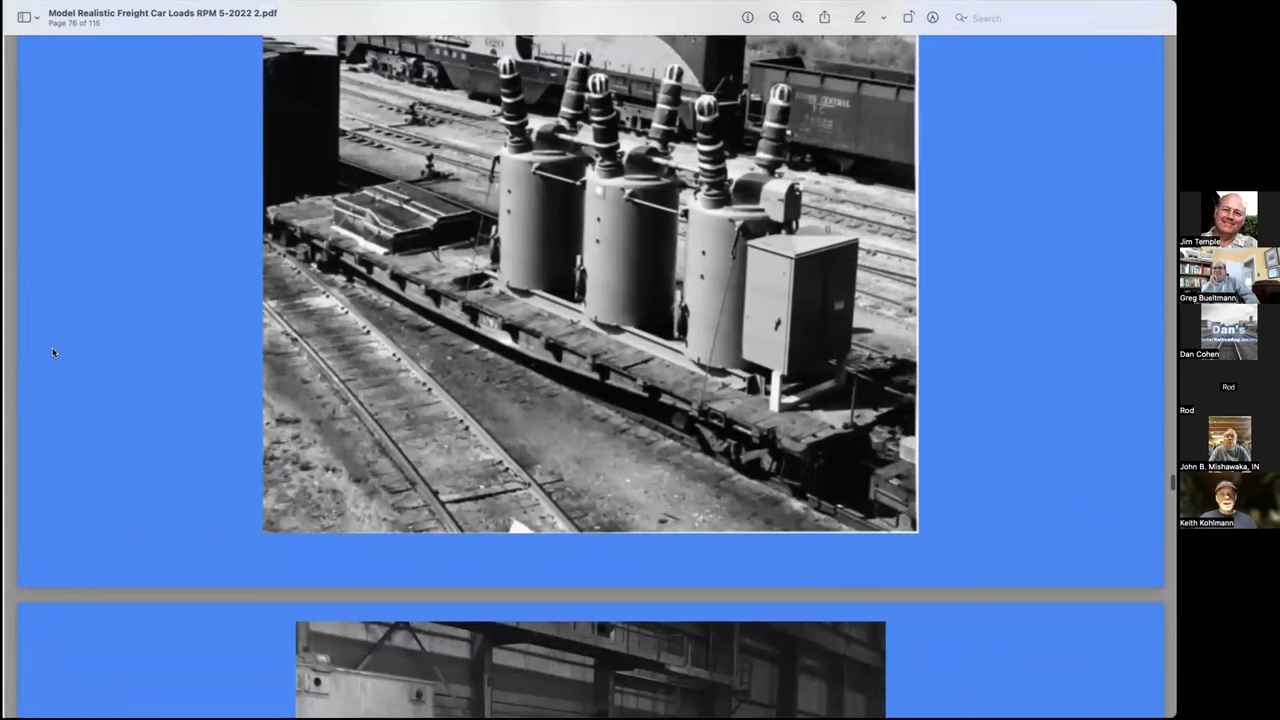 Model Realistic Freight Car Loads RPM 5-2022 2.pdf
Page 76 of 115
Search
CENTRAL
Jim Temple
Greg Bueltmann
Dan's
Dan Cohen
Rod
Rod
John B. Mishawaka, IN
Keith Kohlmann